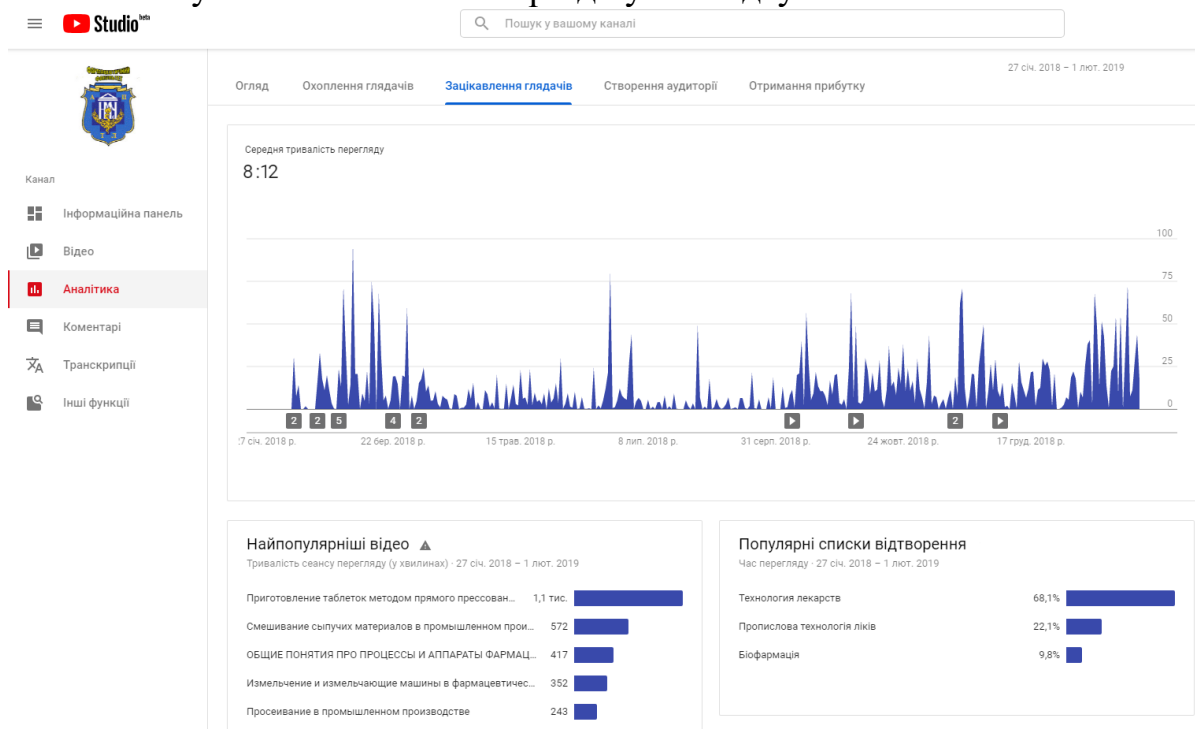 Studio beta
Пошук у вашому каналі
27 січ. 2018 – 1 лют. 2019
Огляд Охоплення глядачів Зацікавлення глядачів Створення аудиторії Отримання прибутку
Канал
Інформаційна панель
Відео
Аналітика
Коментарі
Транскрипції
Інші функції
Середня тривалість перегляду
8:12
100
75
50
25
0
2 2 5 4 2 2
27 січ. 2018 р. 22 бер. 2018 р. 15 трав. 2018 р. 8 лип. 2018 р. 31 серп. 2018 р. 24 жовт. 2018 р. 17 груд. 2018 р.
Найпопулярніші відео
Тривалість сеансу перегляду (у хвилинах) · 27 січ. 2018 – 1 лют. 2019
Приготовление таблеток методом прямого прессован... 1,1 тис.
Смешивание сыпучих материалов в промышленном прои... 572
ОБЩИЕ ПОНЯТИЯ ПРО ПРОЦЕССЫ И АППАРАТЫ ФАРМАЦ... 417
Измельчение и измельчающие машины в фармацевтичес... 352
Просеивание в промышленном производстве 243
Популярні списки відтворення
Час перегляду · 27 січ. 2018 – 1 лют. 2019
Технология лекарств 68,1%
Прописова технологія ліків 22,1%
Біофармація 9,8%